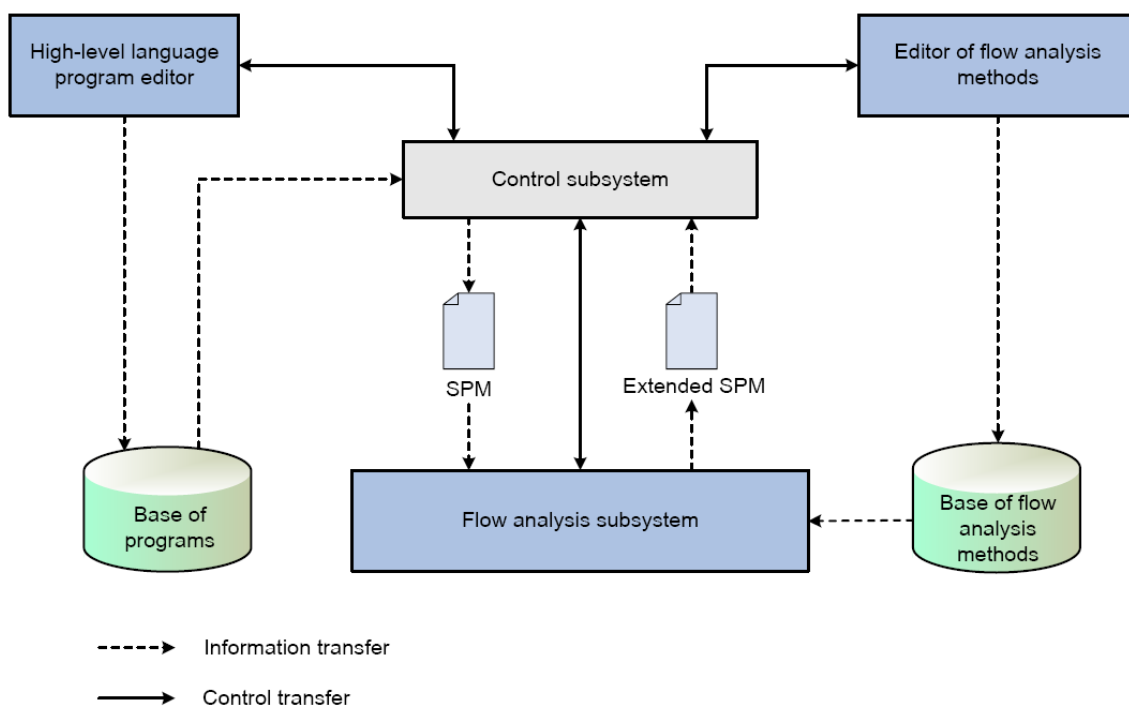 High-level language
program editor
Editor of flow analysis
methods
Control subsystem
SPM
Extended SPM
Base of
programs
Flow analysis subsystem
Base of flow
analysis
methods
Information transfer
Control transfer